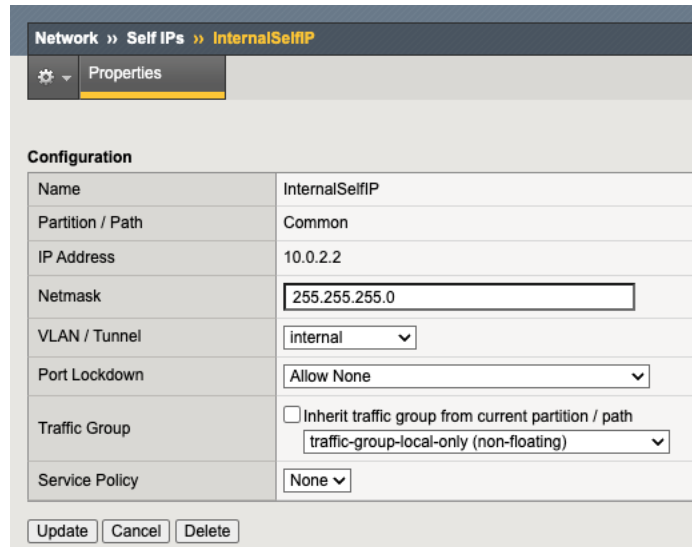 Network ›› Self IPs ›› InternalSelfIP
Properties
Configuration
Name InternalSelfIP
Partition / Path Common
IP Address 10.0.2.2
Netmask 255.255.255.0
VLAN / Tunnel internal
Port Lockdown Allow None
Traffic Group Inherit traffic group from current partition / path
traffic-group-local-only (non-floating)
Service Policy None
Update Cancel Delete